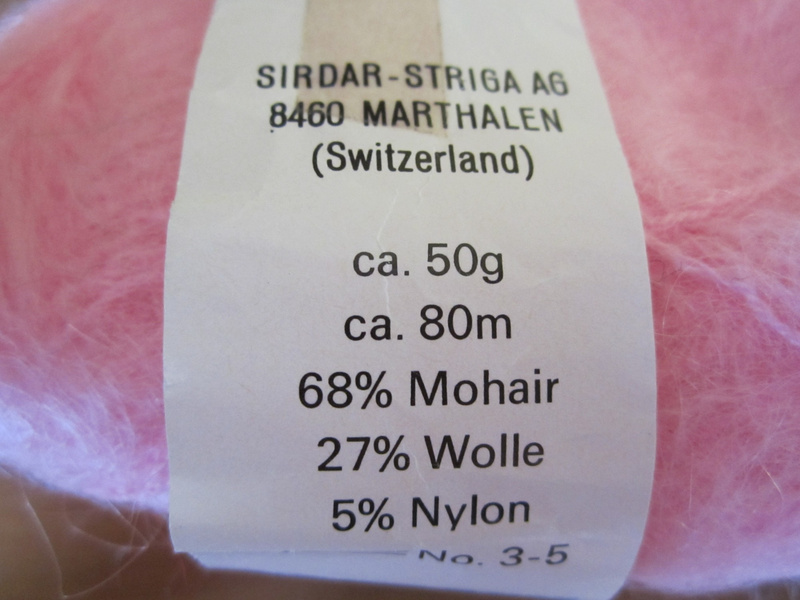 SIRDAR-STRIGA AG
8460 MARTHALEN
(Switzerland)
ca. 50g
ca. 80m
68% Mohair
27% Wolle
5% Nylon
No. 3-5